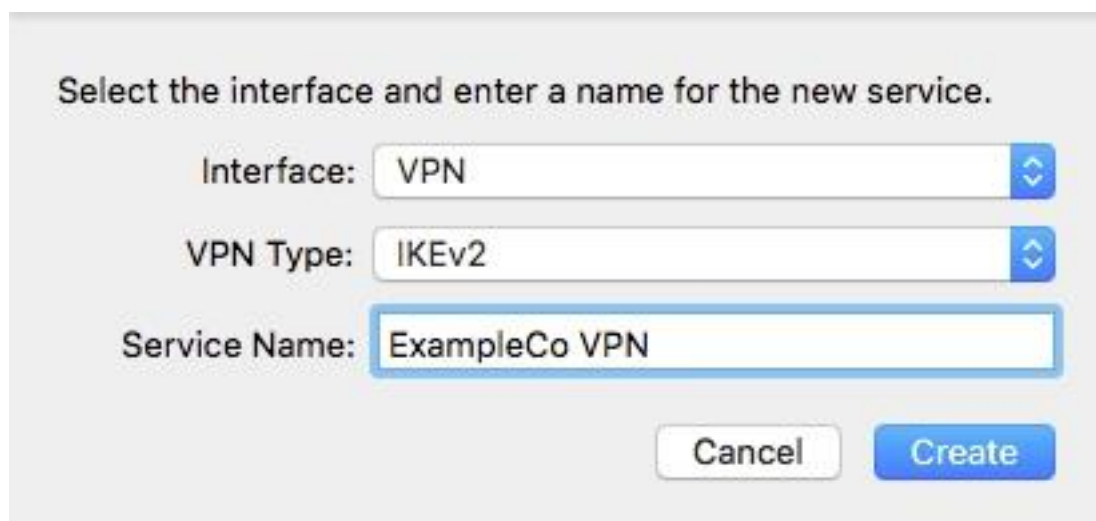 Select the interface and enter a name for the new service.
Interface: VPN
VPN Type: IKEv2
Service Name: ExampleCo VPN
Cancel Create